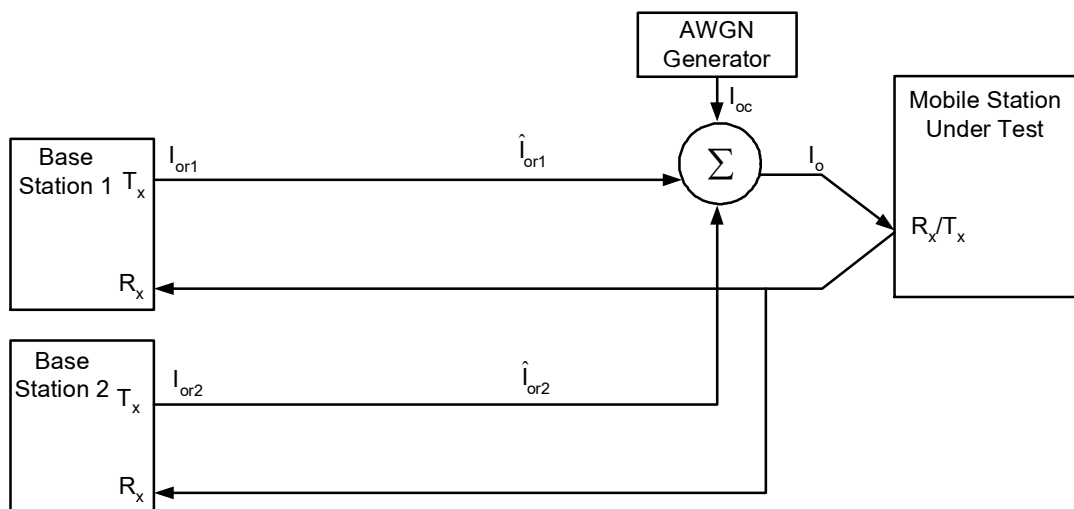 AWGN
Generator
I_oc
Mobile Station
Under Test
Base
Station 1
T_x
I_or1
Î_or1
Σ
I_o
R_x/T_x
R_x
Base
Station 2
T_x
I_or2
Î_or2
R_x